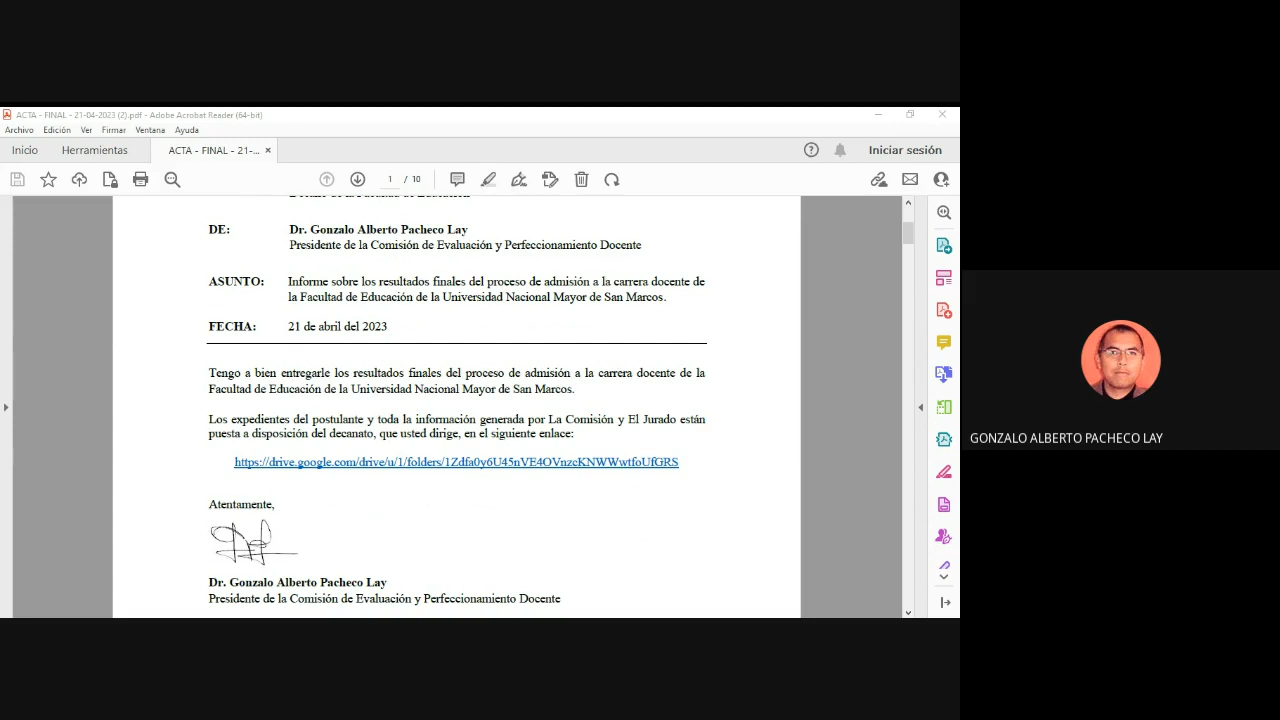 ACTA - FINAL - 21-04-2023 (2).pdf - Adobe Acrobat Reader (64-bit)
Archivo Edición Ver Firmar Ventana Ayuda
Inicio Herramientas ACTA - FINAL - 21-... × Iniciar sesión
1 / 10
Decano de la Facultad de Educación
DE: Dr. Gonzalo Alberto Pacheco Lay
Presidente de la Comisión de Evaluación y Perfeccionamiento Docente
ASUNTO: Informe sobre los resultados finales del proceso de admisión a la carrera docente de
la Facultad de Educación de la Universidad Nacional Mayor de San Marcos.
FECHA: 21 de abril del 2023
Tengo a bien entregarle los resultados finales del proceso de admisión a la carrera docente de la
Facultad de Educación de la Universidad Nacional Mayor de San Marcos.
Los expedientes del postulante y toda la información generada por La Comisión y El Jurado están
puesta a disposición del decanato, que usted dirige, en el siguiente enlace:
https://drive.google.com/drive/u/1/folders/1Zdfa0y6U45nVE4OVnzcKNWWwtfoUfGRS
Atentamente,
Dr. Gonzalo Alberto Pacheco Lay
Presidente de la Comisión de Evaluación y Perfeccionamiento Docente
GONZALO ALBERTO PACHECO LAY